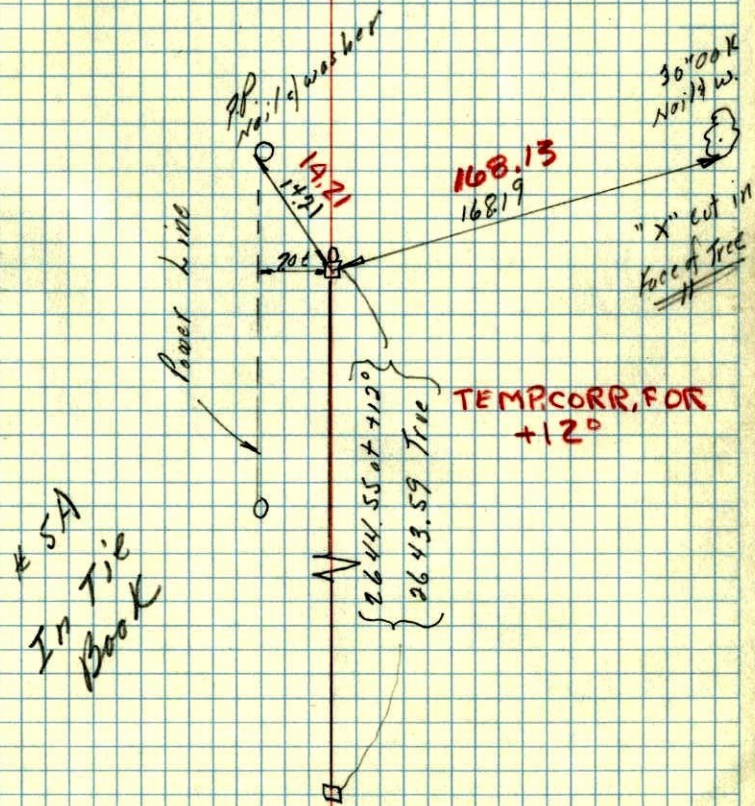 P.P.
Nail & washer
30" OAK
Nail & W.
14.21
14.21
168.13
168.19
"X" cut in
Face of Tree
20±
Power Line
2644.55 at +12°
2643.59 True
TEMP. CORR. FOR
+12°
# 5A
In Tie
Book